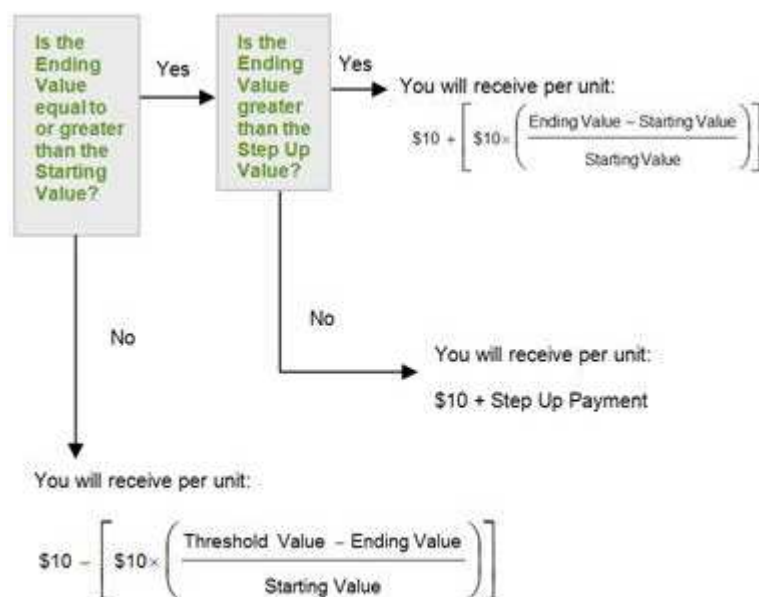 Is the
Ending
Value
equal to
or greater
than the
Starting
Value?
Yes
Is the
Ending
Value
greater
than the
Step Up
Value?
Yes
You will receive per unit:
$10 + [ $10× ( Ending Value – Starting Value
Starting Value ) ]
No
No
You will receive per unit:
$10 + Step Up Payment
You will receive per unit:
$10 – [ $10× ( Threshold Value – Ending Value
Starting Value ) ]